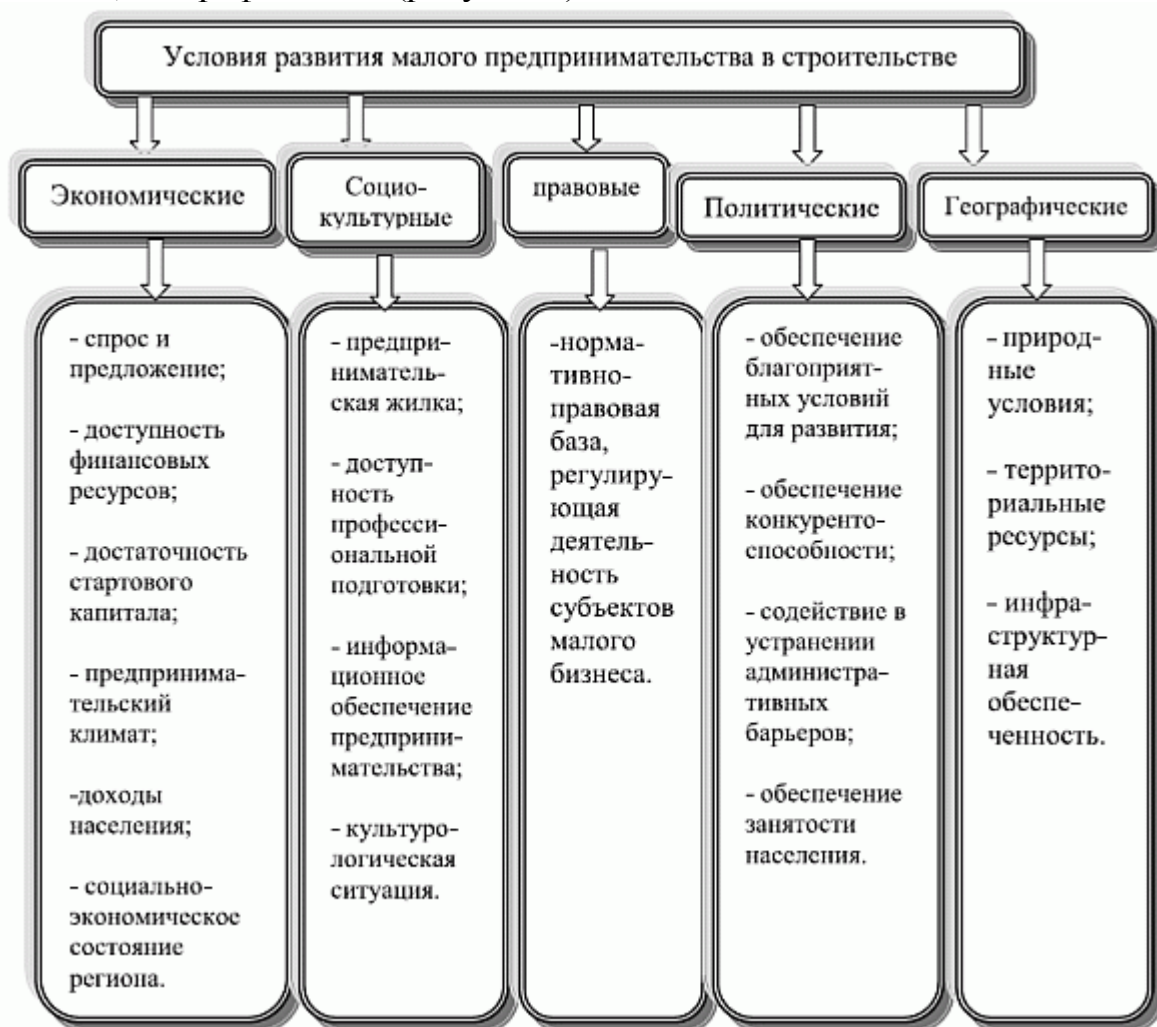 Условия развития малого предпринимательства в строительстве
Экономические
Социо-
культурные
правовые
Политические
Географические
- спрос и
предложение;
- доступность
финансовых
ресурсов;
- достаточность
стартового
капитала;
- предпринима-
тельский
климат;
-доходы
населения;
- социально-
экономическое
состояние
региона.
- предпри-
ниматель-
ская жилка;
- доступ-
ность
професси-
ональной
подготовки;
- информа-
ционное
обеспечение
предприни-
мательства;
- культуро-
логическая
ситуация.
-норма-
тивно-
правовая
база,
регулиру-
ющая
деятель-
ность
субъектов
малого
бизнеса.
- обеспечение
благоприят-
ных условий
для развития;
- обеспечение
конкуренто-
способности;
- содействие в
устранении
администра-
тивных
барьеров;
- обеспечение
занятости
населения.
- природ-
ные
условия;
- террито-
риальные
ресурсы;
- инфра-
структур-
ная
обеспе-
ченность.